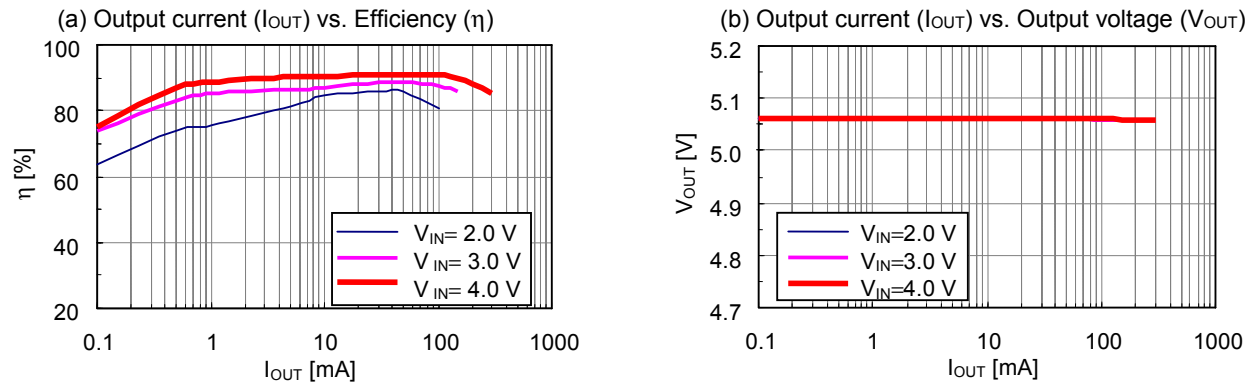 (a) Output current (IOUT) vs. Efficiency (η)
100
80
60
40
20
η [%]
0.1 1 10 100 1000
IOUT [mA]
VIN= 2.0 V
VIN= 3.0 V
VIN= 4.0 V
(b) Output current (IOUT) vs. Output voltage (VOUT)
5.2
5.1
5.0
4.9
4.8
4.7
VOUT [V]
0.1 1 10 100 1000
IOUT [mA]
VIN=2.0 V
VIN=3.0 V
VIN=4.0 V